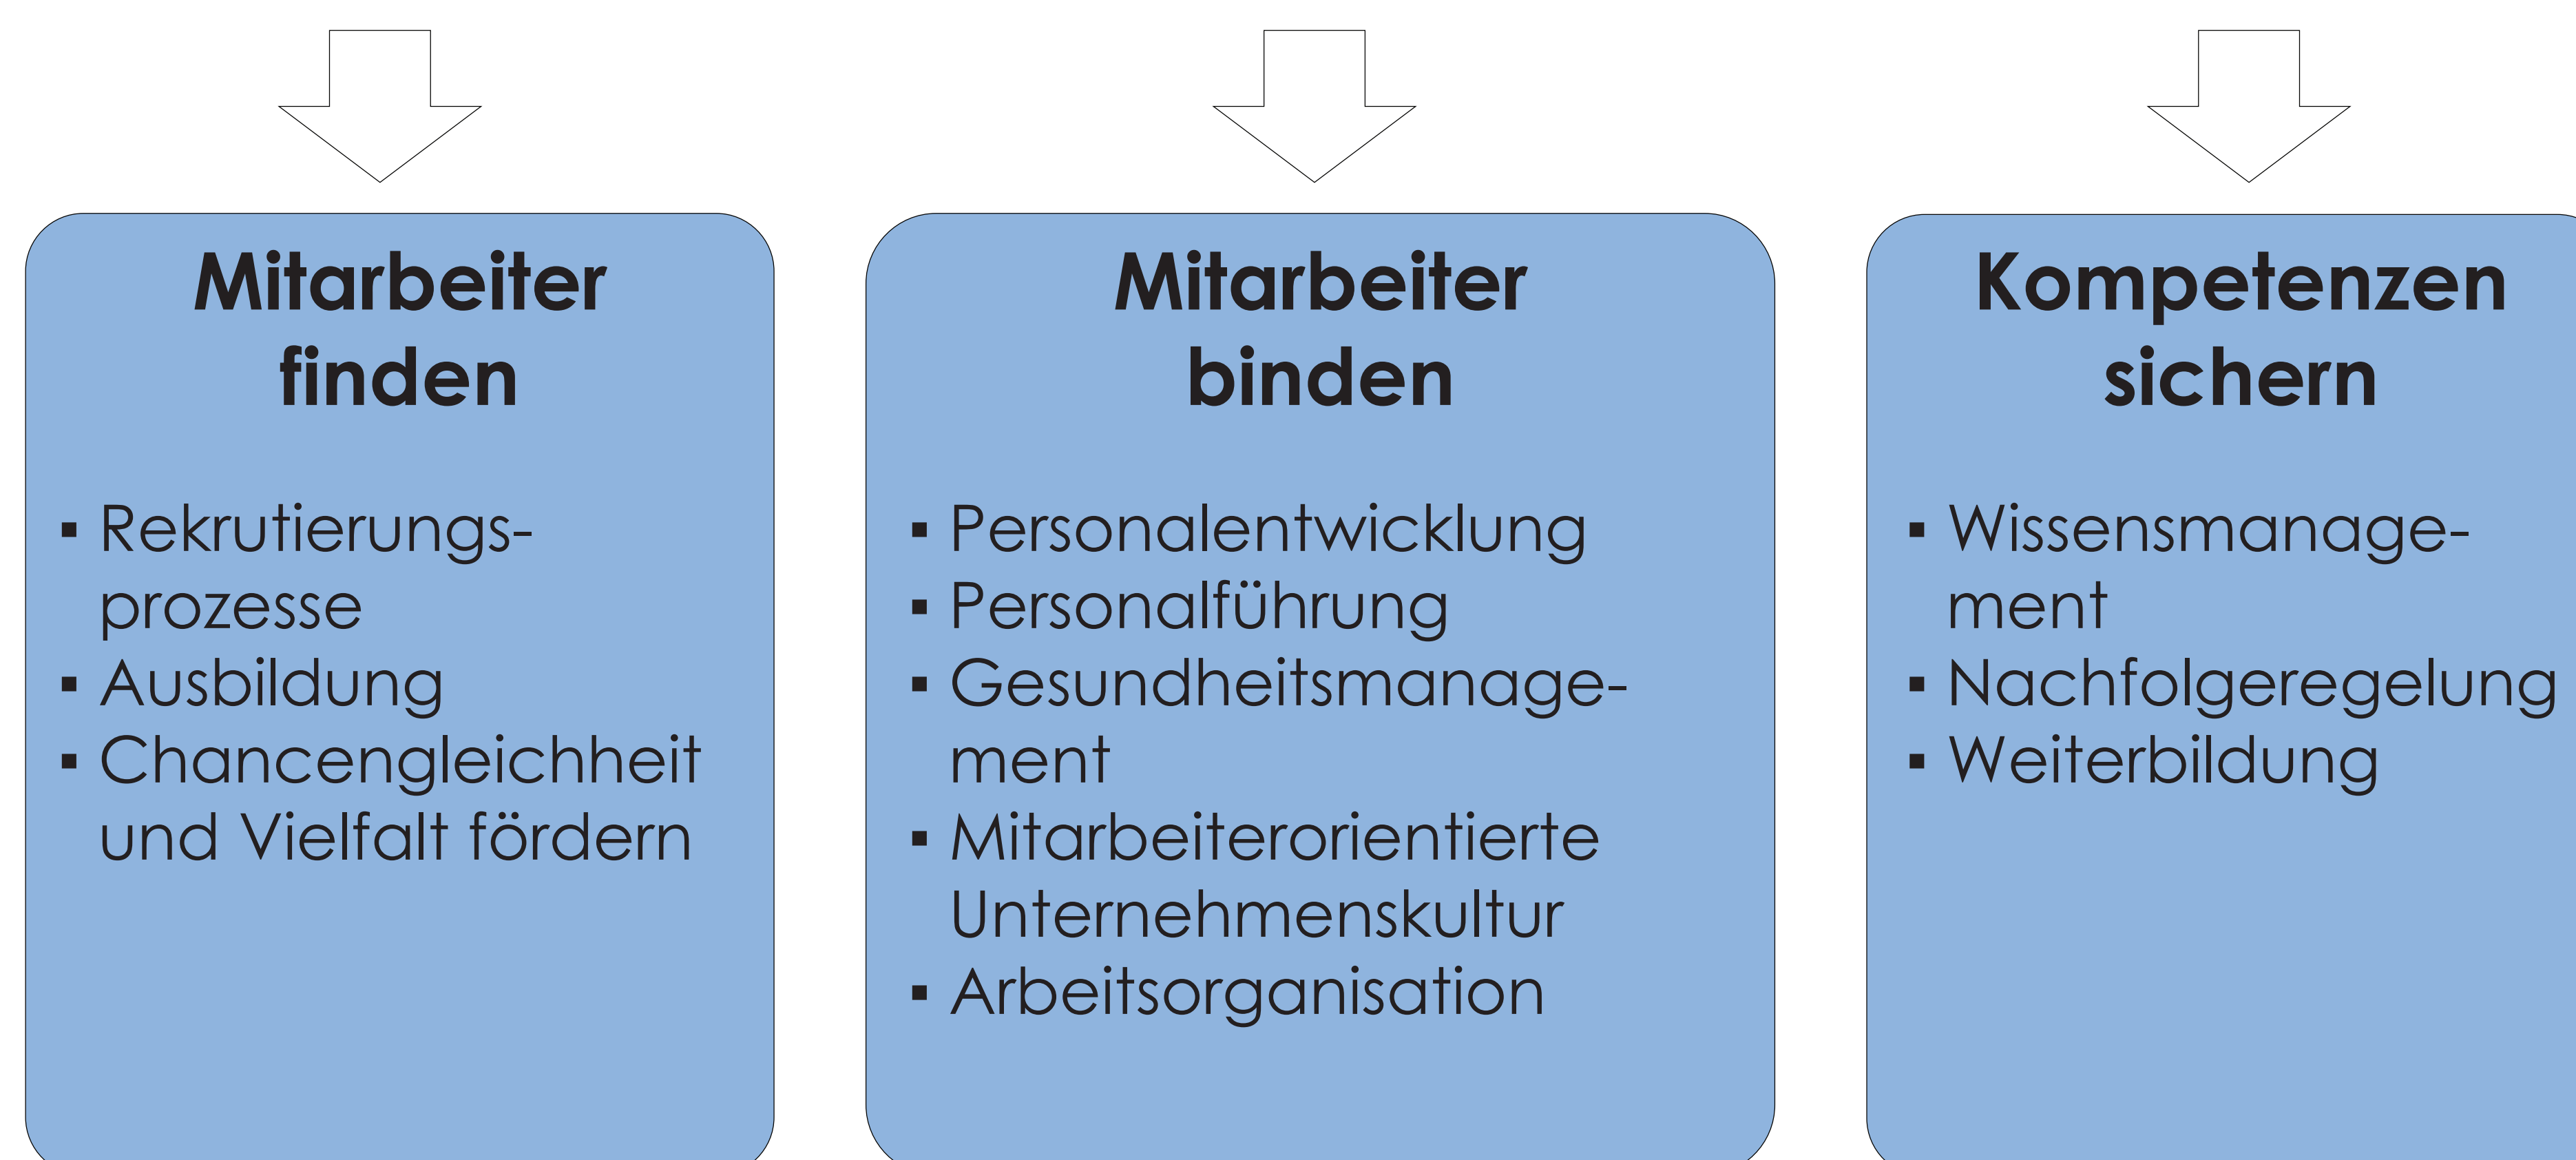 Mitarbeiter
finden
▪ Rekrutierungs-
prozesse
▪ Ausbildung
▪ Chancengleichheit
und Vielfalt fördern
Mitarbeiter
binden
▪ Personalentwicklung
▪ Personalführung
▪ Gesundheitsmanage-
ment
▪ Mitarbeiterorientierte
Unternehmenskultur
▪ Arbeitsorganisation
Kompetenzen
sichern
▪ Wissensmanage-
ment
▪ Nachfolgeregelung
▪ Weiterbildung